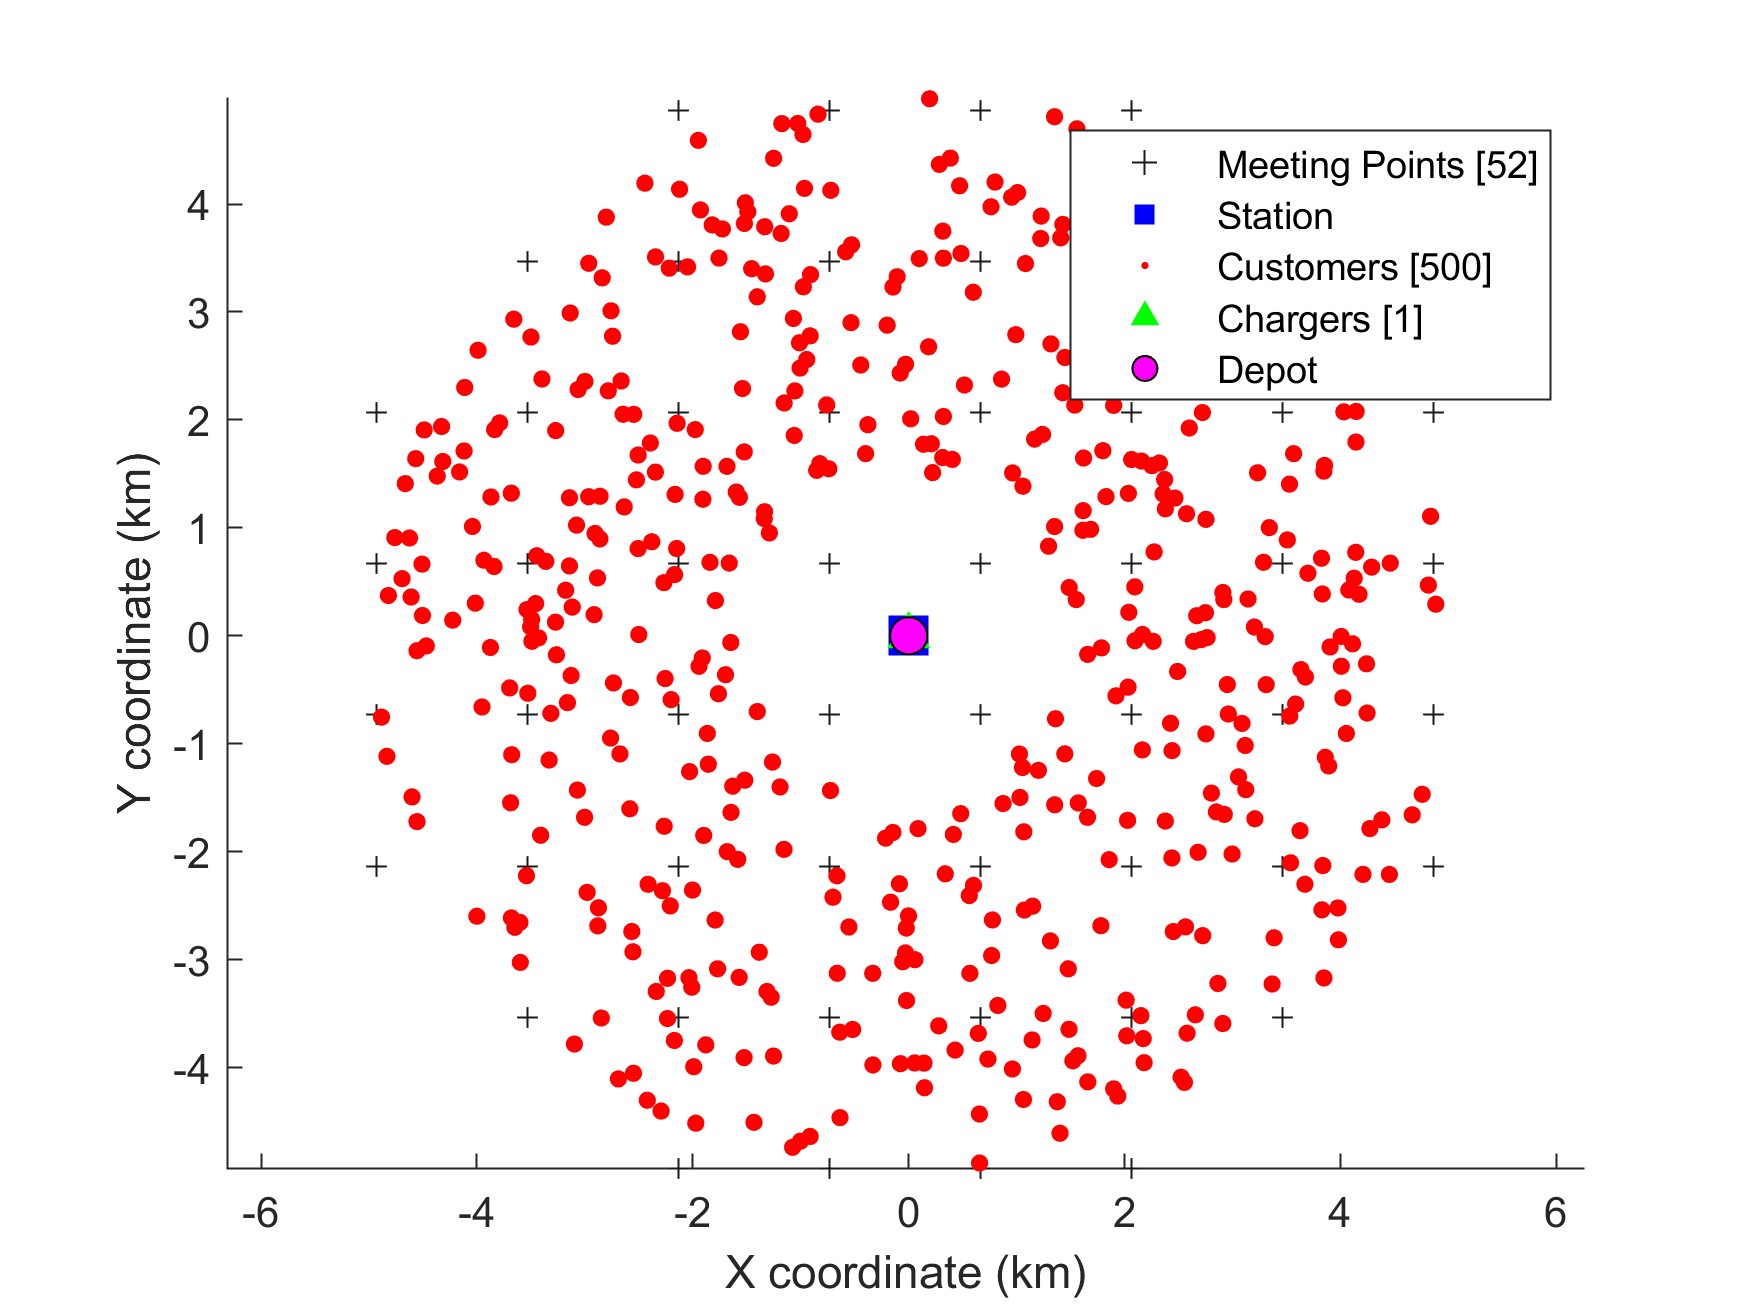 Meeting Points [52]
Station
Customers [500]
Chargers [1]
Depot
4
3
2
1
0
-1
-2
-3
-4
Y coordinate (km)
-6 -4 -2 0 2 4 6
X coordinate (km)